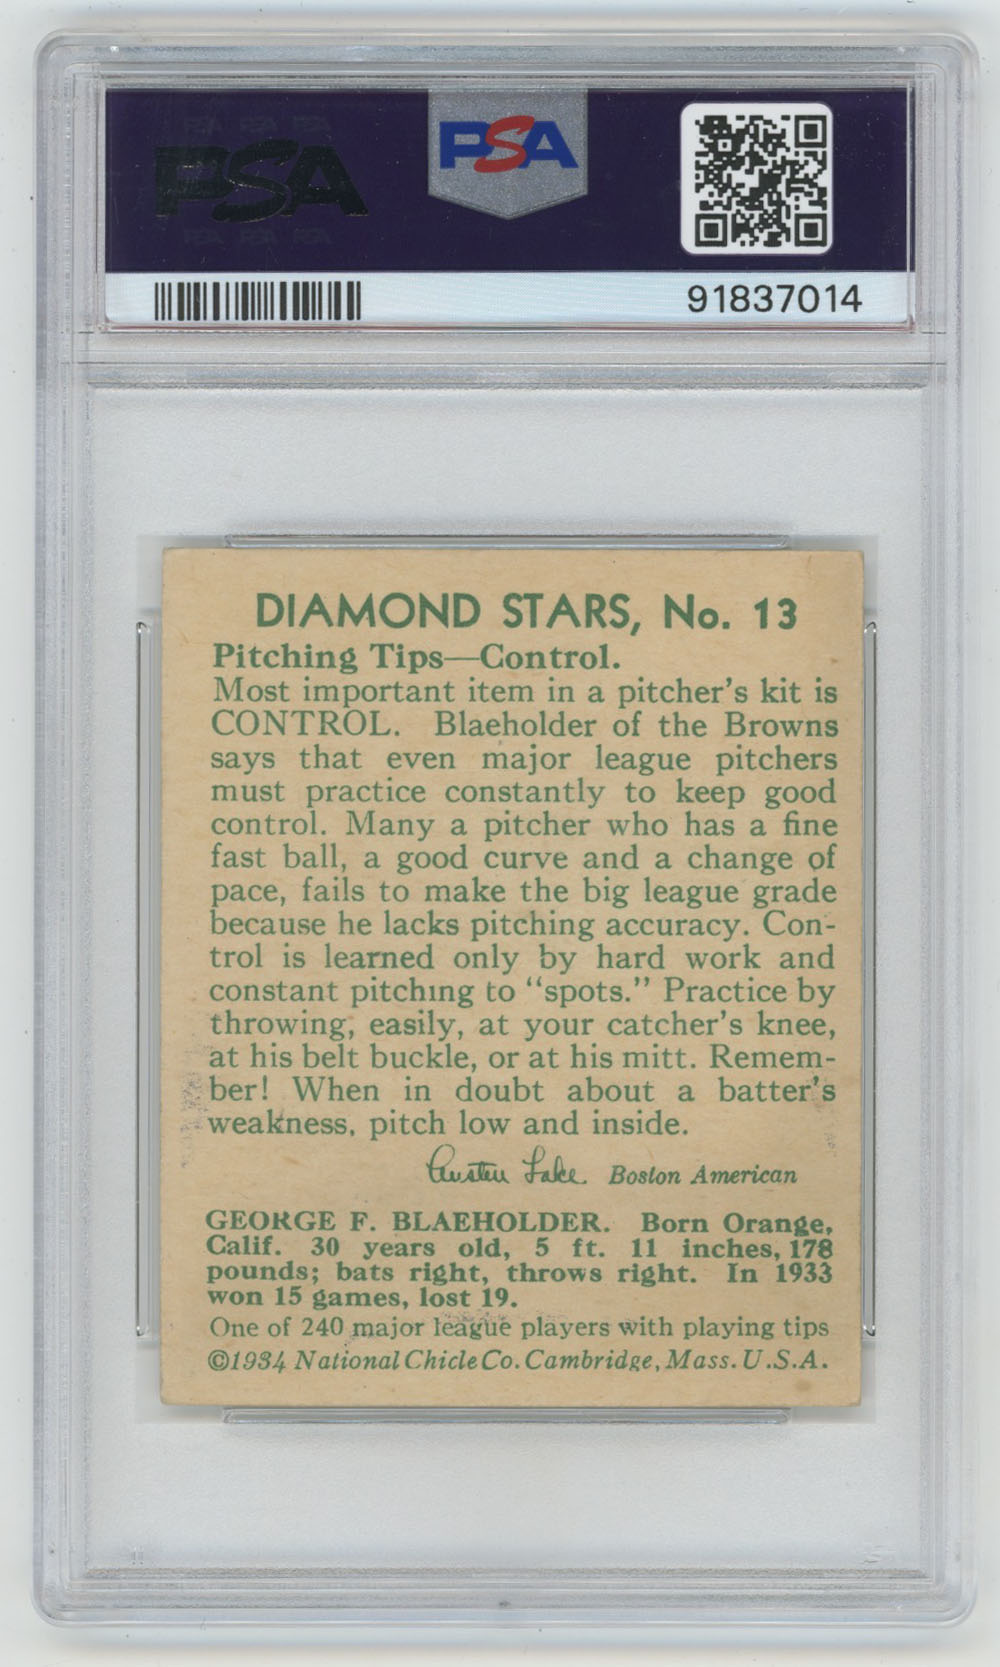 PSA
PSA
91837014
DIAMOND STARS, No. 13
Pitching Tips—Control.
Most important item in a pitcher's kit is
CONTROL. Blaeholder of the Browns
says that even major league pitchers
must practice constantly to keep good
control. Many a pitcher who has a fine
fast ball, a good curve and a change of
pace, fails to make the big league grade
because he lacks pitching accuracy. Con-
trol is learned only by hard work and
constant pitching to “spots.” Practice by
throwing, easily, at your catcher's knee,
at his belt buckle, or at his mitt. Remem-
ber! When in doubt about a batter's
weakness, pitch low and inside.
Austen Lake Boston American
GEORGE F. BLAEHOLDER. Born Orange,
Calif. 30 years old, 5 ft. 11 inches, 178
pounds; bats right, throws right. In 1933
won 15 games, lost 19.
One of 240 major league players with playing tips
©1934 National Chicle Co. Cambridge, Mass. U.S.A.